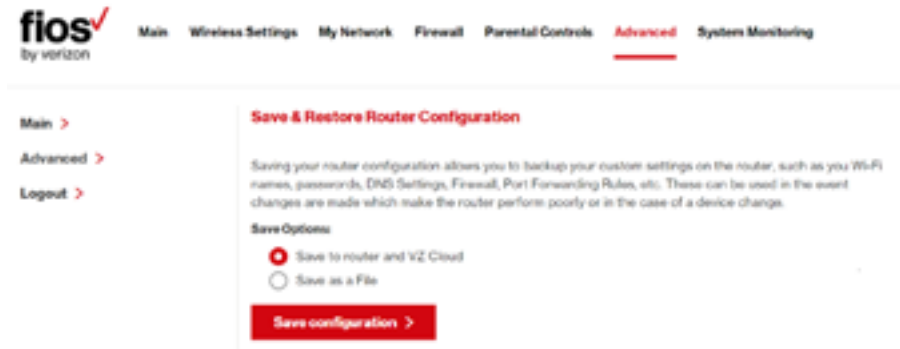 fios
by verizon
Main Wireless Settings My Network Firewall Parental Controls Advanced System Monitoring
Main >
Advanced >
Logout >
Save & Restore Router Configuration
Saving your router configuration allows you to backup your custom settings on the router, such as you Wi-Fi
names, passwords, DNS Settings, Firewall, Port Forwarding Rules, etc. These can be used in the event
changes are made which make the router perform poorly or in the case of a device change.
Save Options:
Save to router and VZ Cloud
Save as a File
Save configuration >